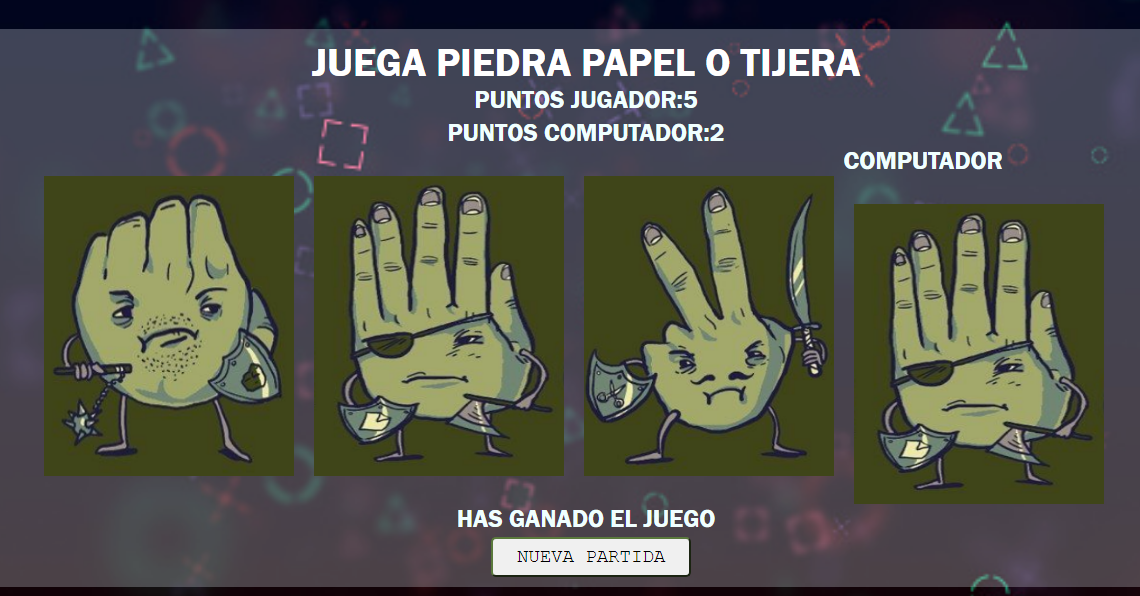 JUEGA PIEDRA PAPEL O TIJERA
PUNTOS JUGADOR:5
PUNTOS COMPUTADOR:2
COMPUTADOR
HAS GANADO EL JUEGO
NUEVA PARTIDA